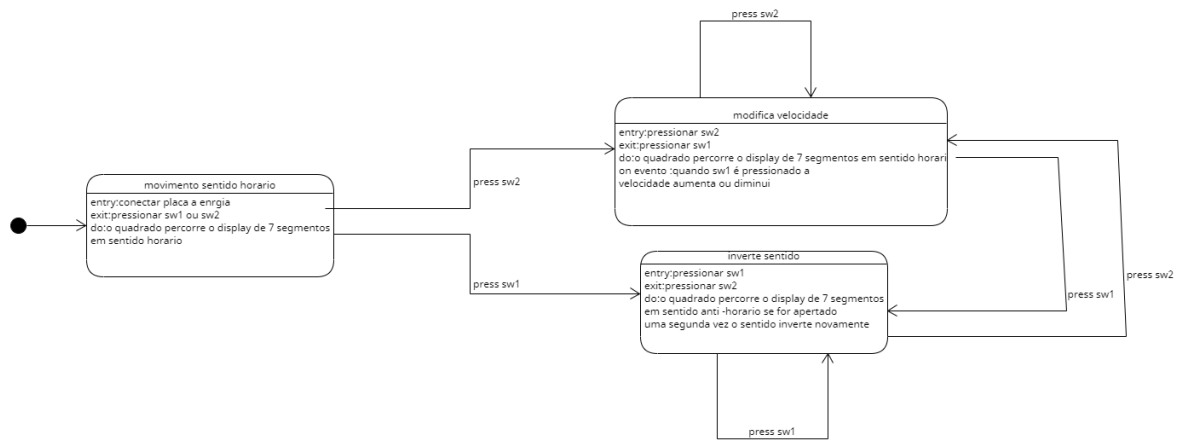 press sw2
modifica velocidade
entry:pressionar sw2
exit:pressionar sw1
do:o quadrado percorre o display de 7 segmentos em sentido horari
on evento :quando sw1 é pressionado a
velocidade aumenta ou diminui
movimento sentido horario
entry:conectar placa a enrgia
exit:pressionar sw1 ou sw2
do:o quadrado percorre o display de 7 segmentos
em sentido horario
press sw2
press sw1
inverte sentido
entry:pressionar sw1
exit:pressionar sw2
do:o quadrado percorre o display de 7 segmentos
em sentido anti -horario se for apertado
uma segunda vez o sentido inverte novamente
press sw2
press sw1
press sw1